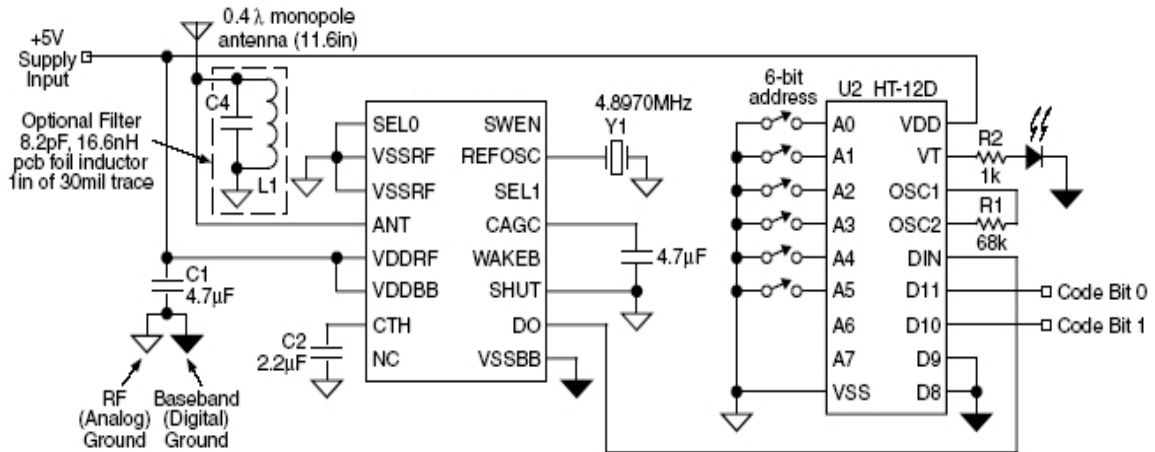 +5V
Supply
Input
0.4 λ monopole
antenna (11.6in)
C4
L1
Optional Filter
8.2pF, 16.6nH
pcb foil inductor
1in of 30mil trace
C1
4.7µF
RF
(Analog)
Ground
Baseband
(Digital)
Ground
C2
2.2µF
SEL0
VSSRF
VSSRF
ANT
VDDRF
VDDBB
CTH
NC
SWEN
REFOSC
SEL1
CAGC
WAKEB
SHUT
DO
VSSBB
4.8970MHz
Y1
4.7µF
6-bit
address
U2 HT-12D
A0
A1
A2
A3
A4
A5
A6
A7
VSS
VDD
VT
OSC1
OSC2
DIN
D11
D10
D9
D8
R2
1k
R1
68k
Code Bit 0
Code Bit 1